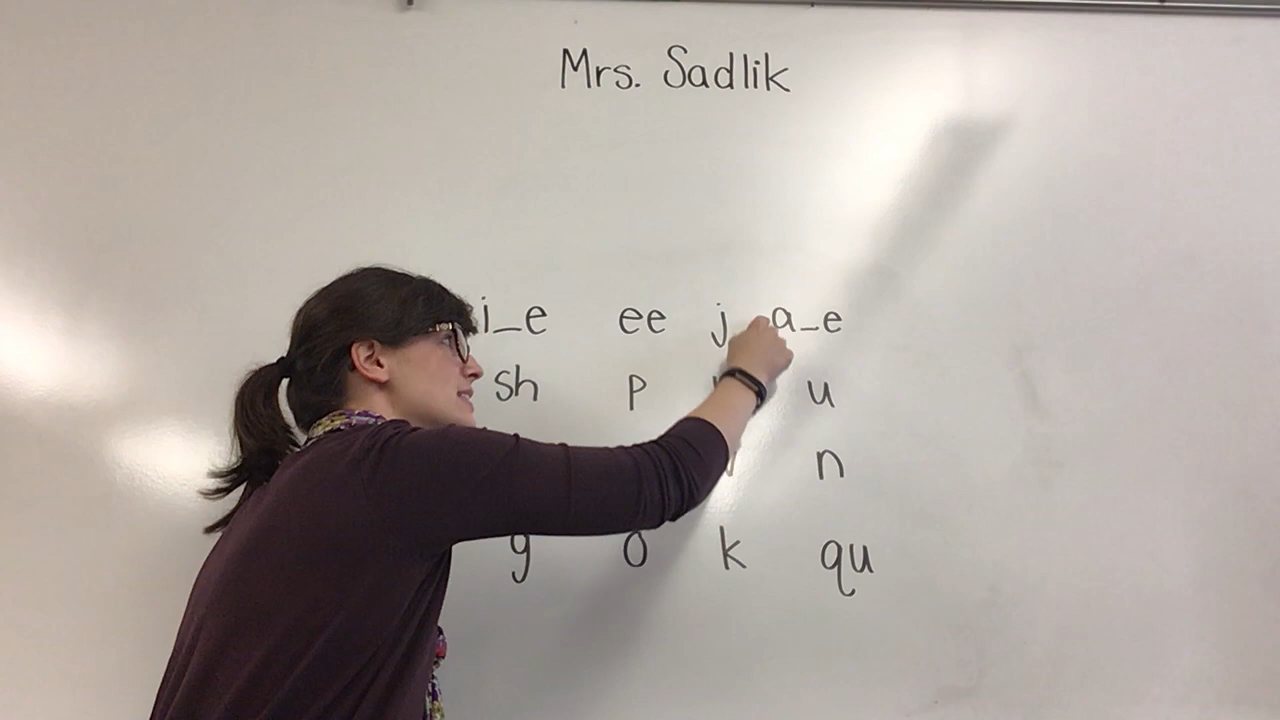 Mrs. Sadlik
i_e ee j a_e
sh p u
n
g o k qu